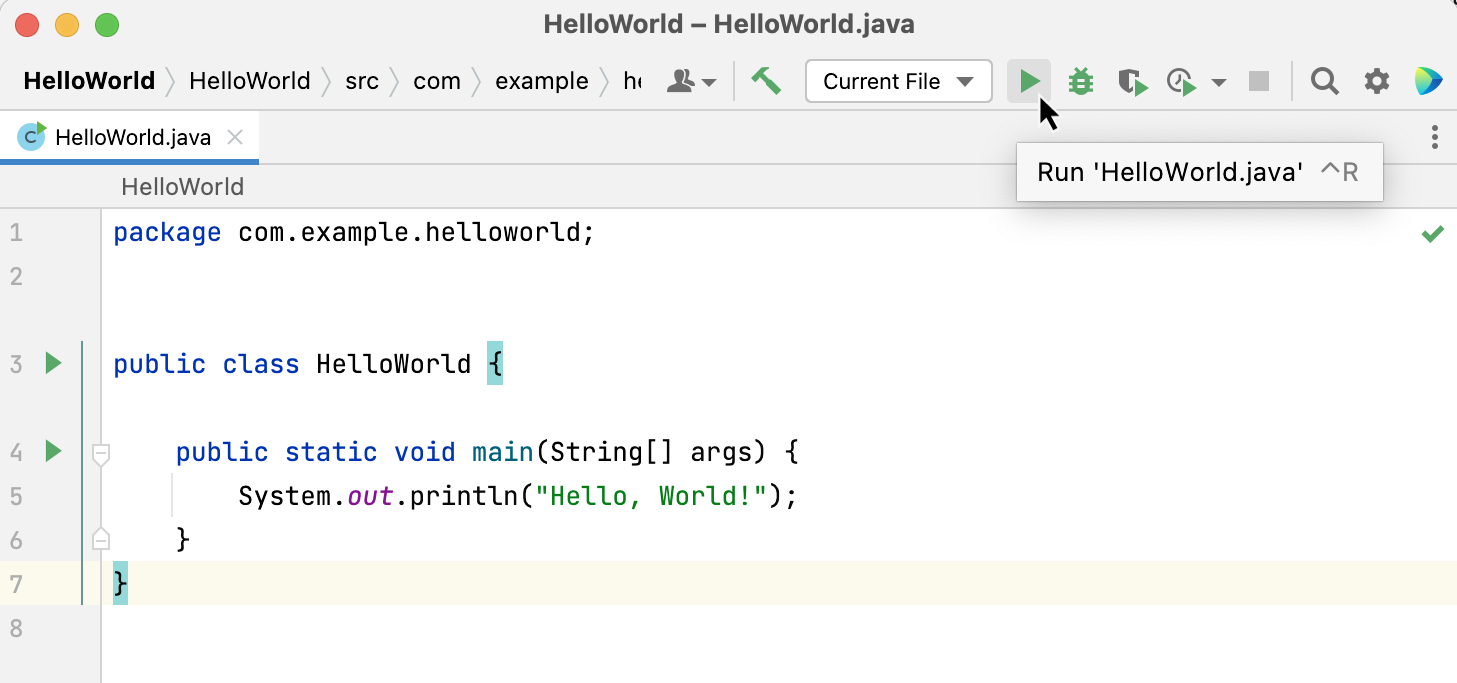 HelloWorld – HelloWorld.java
HelloWorld HelloWorld src com example Current File
C HelloWorld.java
Run 'HelloWorld.java' ^R
HelloWorld
1 package com.example.helloworld;
2
3 public class HelloWorld {
4 public static void main(String[] args) {
5 System.out.println("Hello, World!");
6 }
7 }
8